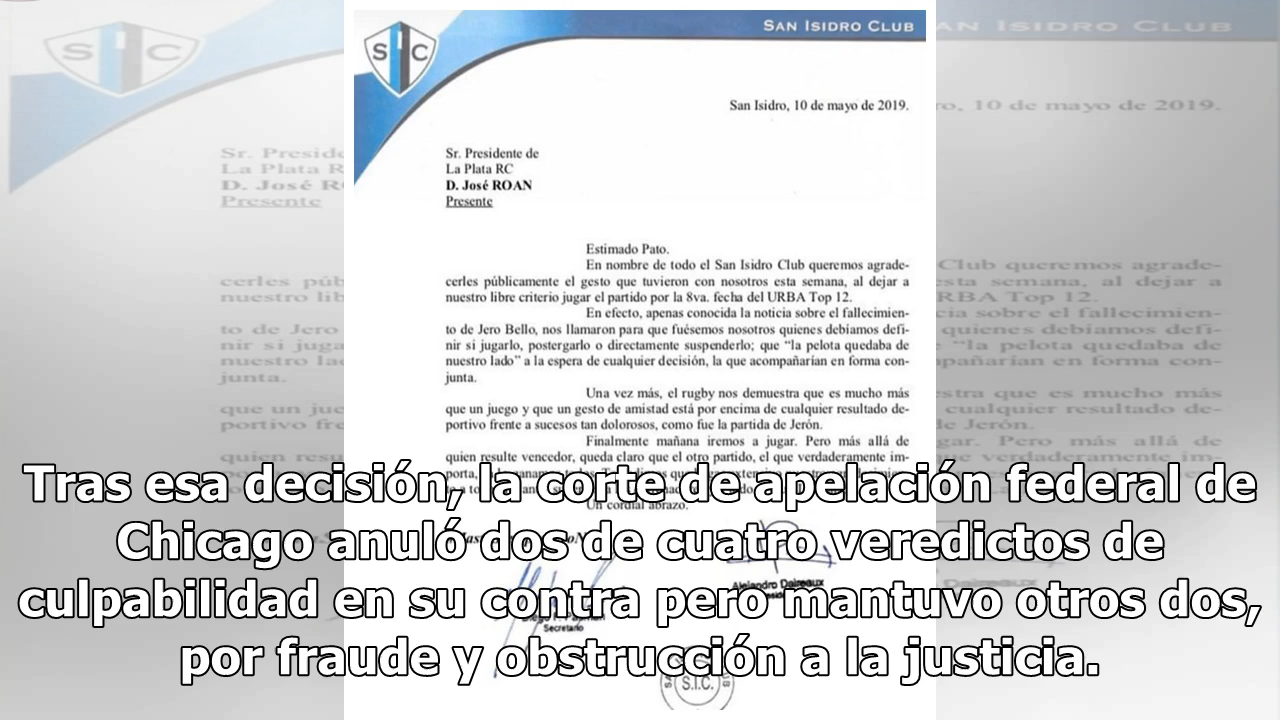 SIC
SAN ISIDRO CLUB
San Isidro, 10 de mayo de 2019.
Sr. Presidente de
La Plata RC
D. José ROAN
Presente
Estimado Pato.
En nombre de todo el San Isidro Club queremos agrade-
cerles públicamente el gesto que tuvieron con nosotros esta semana, al dejar a
nuestro libre criterio jugar el partido por la 8va. fecha del URBA Top 12.
En efecto, apenas conocida la noticia sobre el fallecimien-
to de Jero Bello, nos llamaron para que fuésemos nosotros quienes debíamos defi-
nir si jugarlo, postergarlo o directamente suspenderlo; que “la pelota quedaba de
nuestro lado” a la espera de cualquier decisión, la que acompañarían en forma con-
junta.
Una vez más, el rugby nos demuestra que es mucho más
que un juego y que un gesto de amistad está por encima de cualquier resultado de-
portivo frente a sucesos tan dolorosos, como fue la partida de Jerón.
Finalmente mañana iremos a jugar. Pero más allá de
quien resulte vencedor, queda claro que el otro partido, el que verdaderamente im-
Un cordial abrazo.
Alejandro Daireaux
Secretario
S.I.C.
Tras esa decisión, la corte de apelación federal de
Chicago anuló dos de cuatro veredictos de
culpabilidad en su contra pero mantuvo otros dos,
por fraude y obstrucción a la justicia.